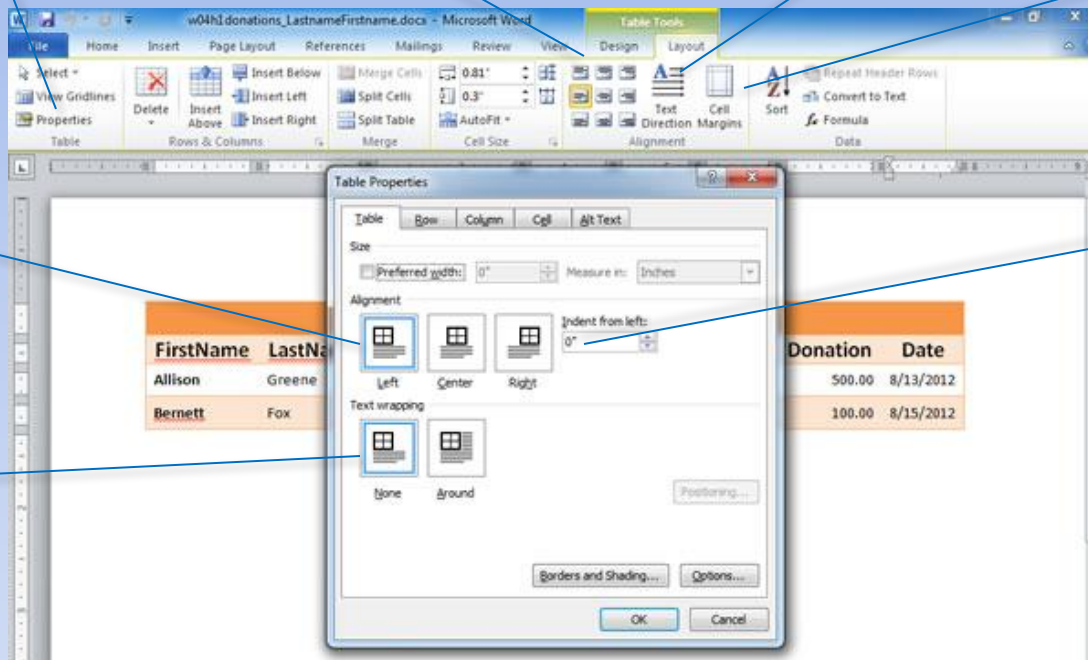 w04h1donations_LastnameFirstname.docx - Microsoft Word Table Tools
File Home Insert Page Layout References Mailings Review View Design Layout
Select
View Gridlines
Properties
Table
Delete
Insert Above
Insert Below
Insert Left
Insert Right
Rows & Columns
Merge Cells
Split Cells
Split Table
Merge
0.81"
0.3"
AutoFit
Cell Size
Text Direction
Cell Margins
Alignment
Sort
Repeat Header Rows
Convert to Text
Formula
Data
Table Properties
Table Row Column Cell Alt Text
Size
Preferred width: 0" Measure in: Inches
Alignment
Indent from left:
0"
Left Center Right
Text wrapping
None Around
Positioning...
Borders and Shading... Options...
OK Cancel
FirstName LastNa Donation Date
Allison Greene 500.00 8/13/2012
Bernett Fox 100.00 8/15/2012